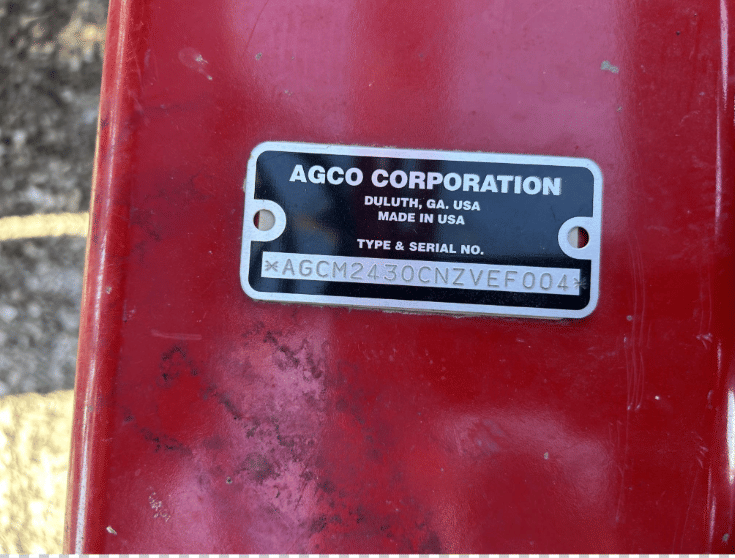 AGCO CORPORATION
DULUTH, GA. USA
MADE IN USA
TYPE & SERIAL NO.
*AGCM2430CNZVEF004*